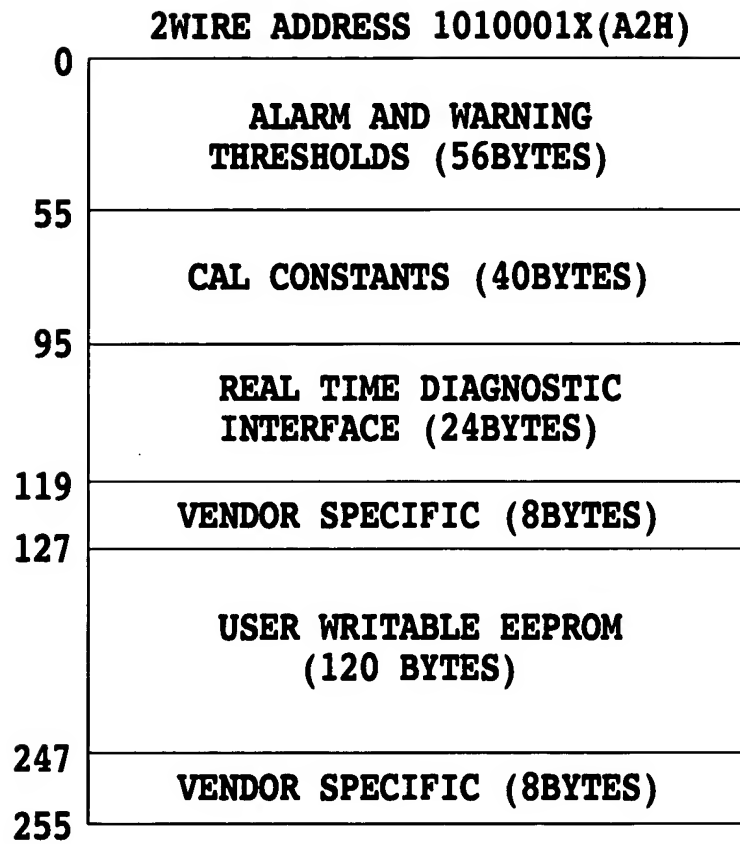 2WIRE ADDRESS 1010001X(A2H)
0
ALARM AND WARNING
THRESHOLDS (56BYTES)
55
CAL CONSTANTS (40BYTES)
95
REAL TIME DIAGNOSTIC
INTERFACE (24BYTES)
119
VENDOR SPECIFIC (8BYTES)
127
USER WRITABLE EEPROM
(120 BYTES)
247
VENDOR SPECIFIC (8BYTES)
255